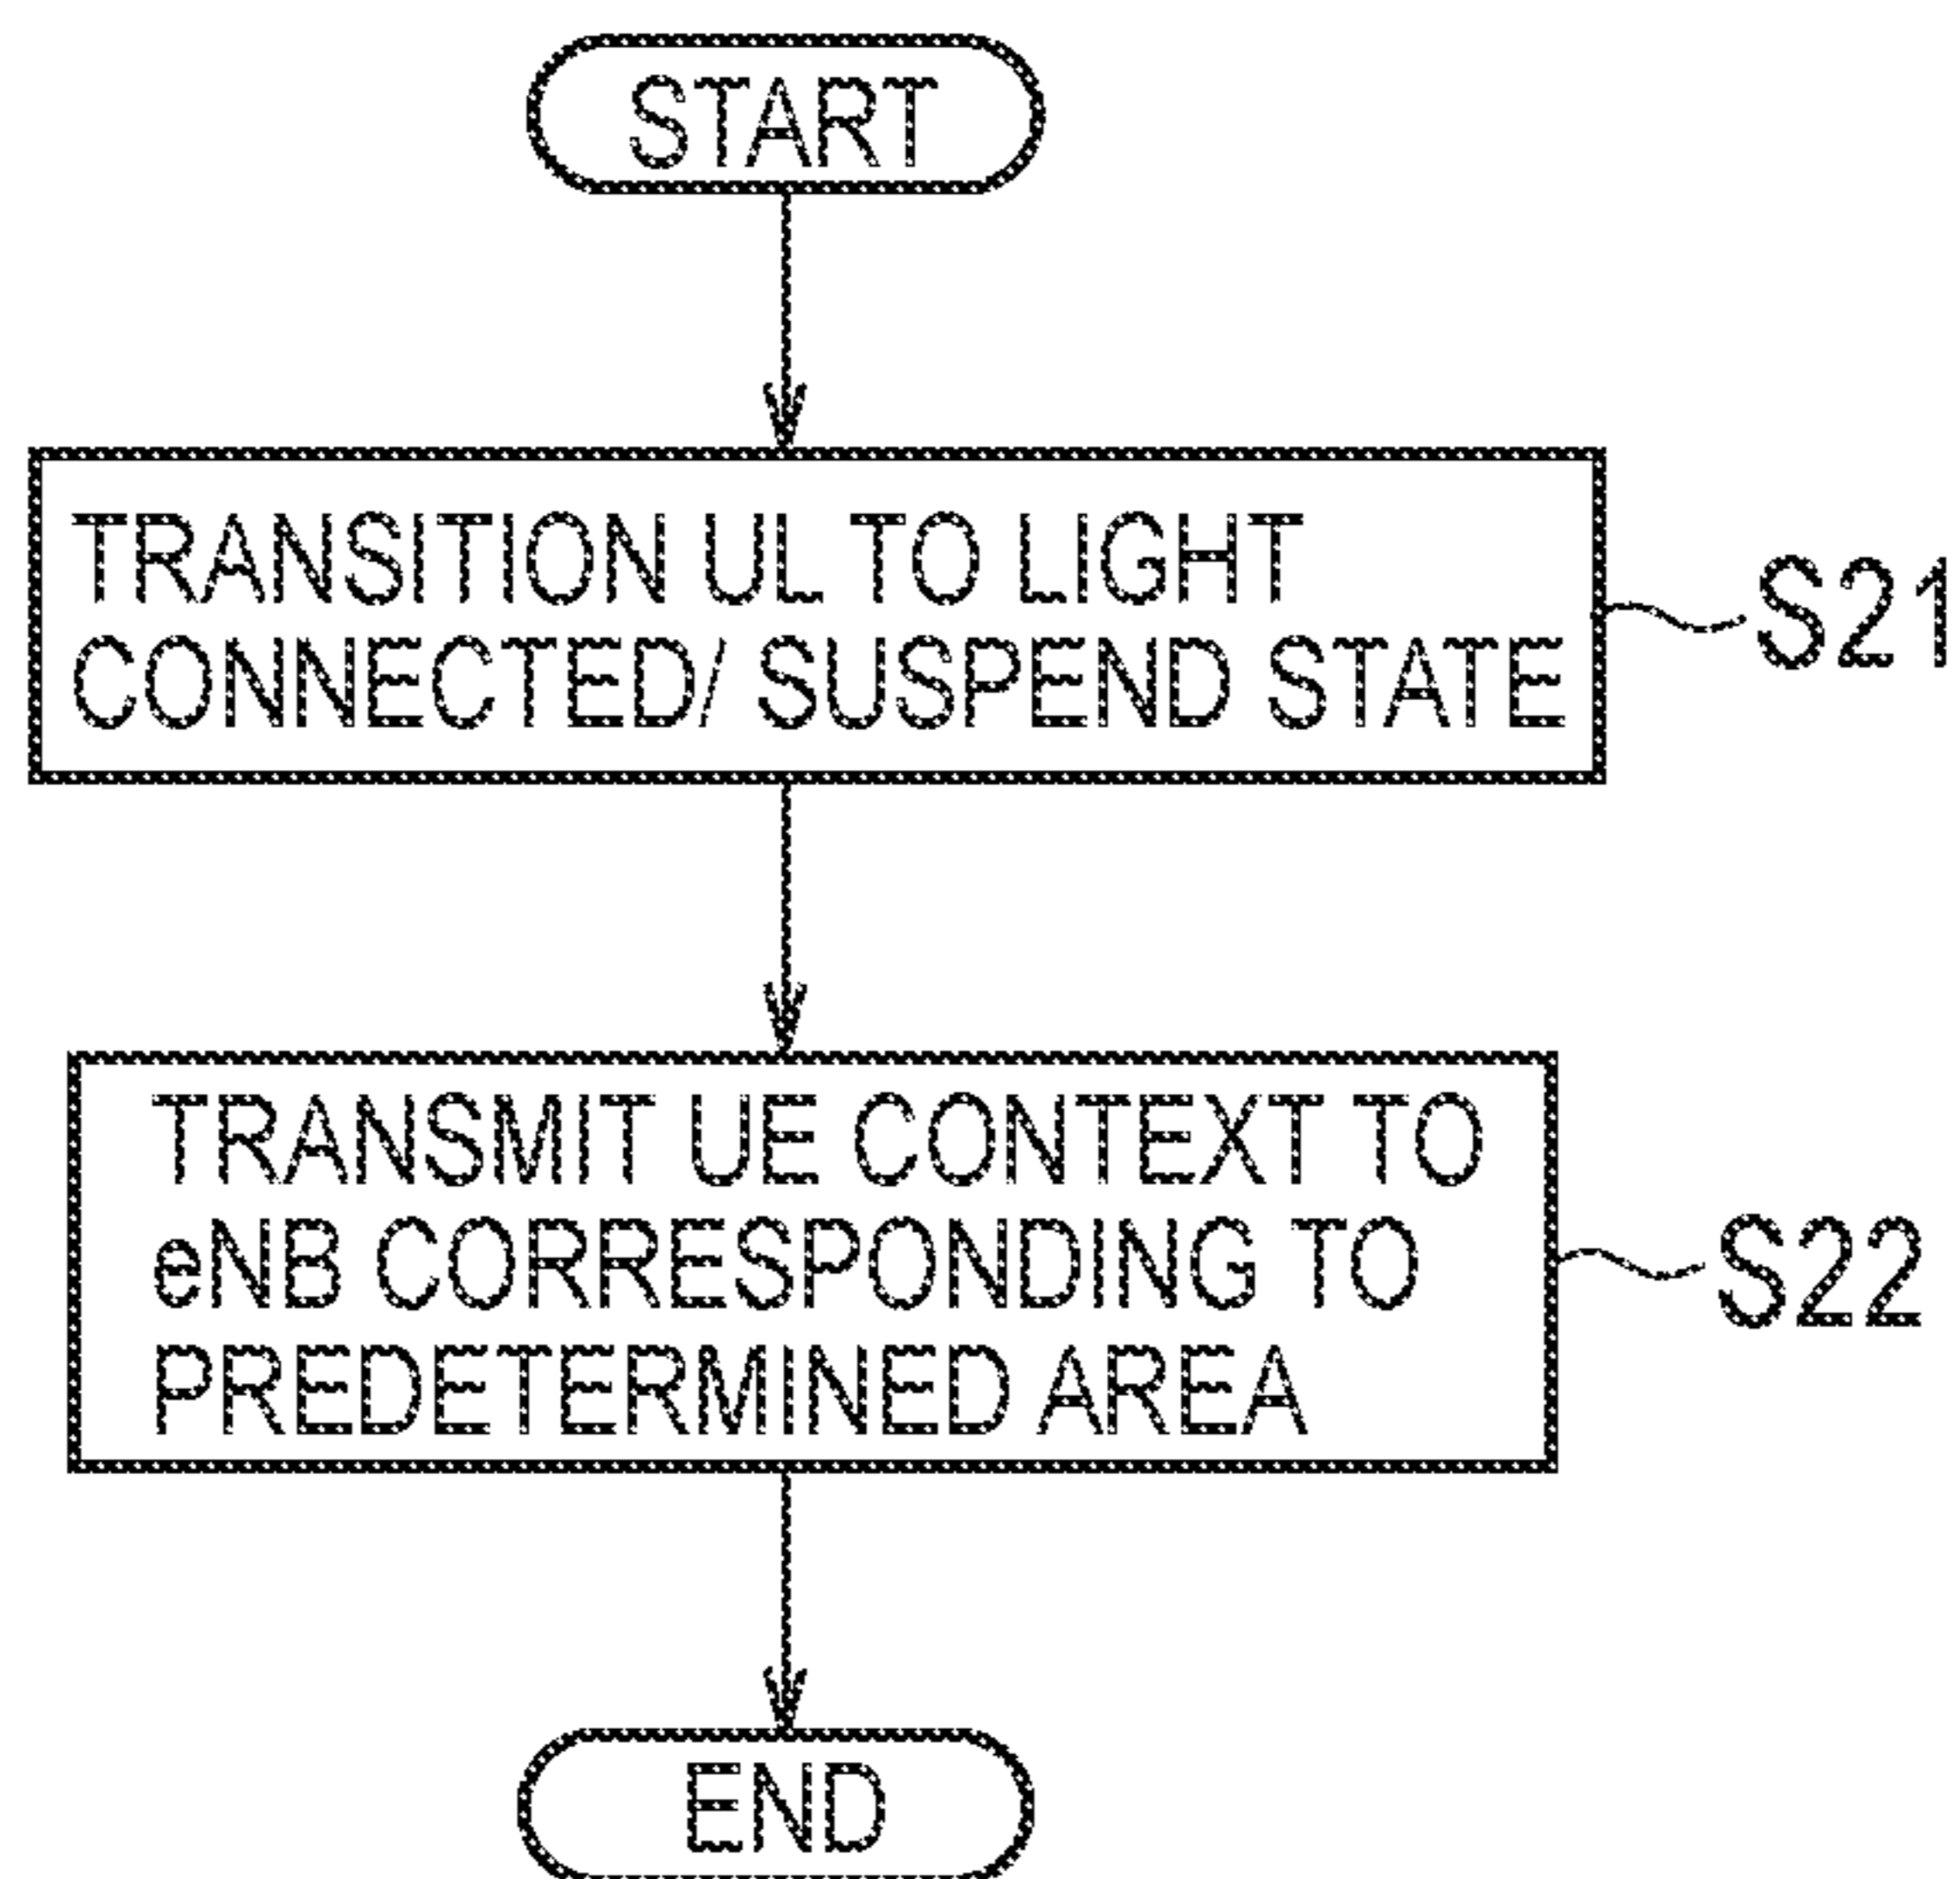 START
TRANSITION UL TO LIGHT
CONNECTED/ SUSPEND STATE
S21
TRANSMIT UE CONTEXT TO
eNB CORRESPONDING TO
PREDETERMINED AREA
S22
END